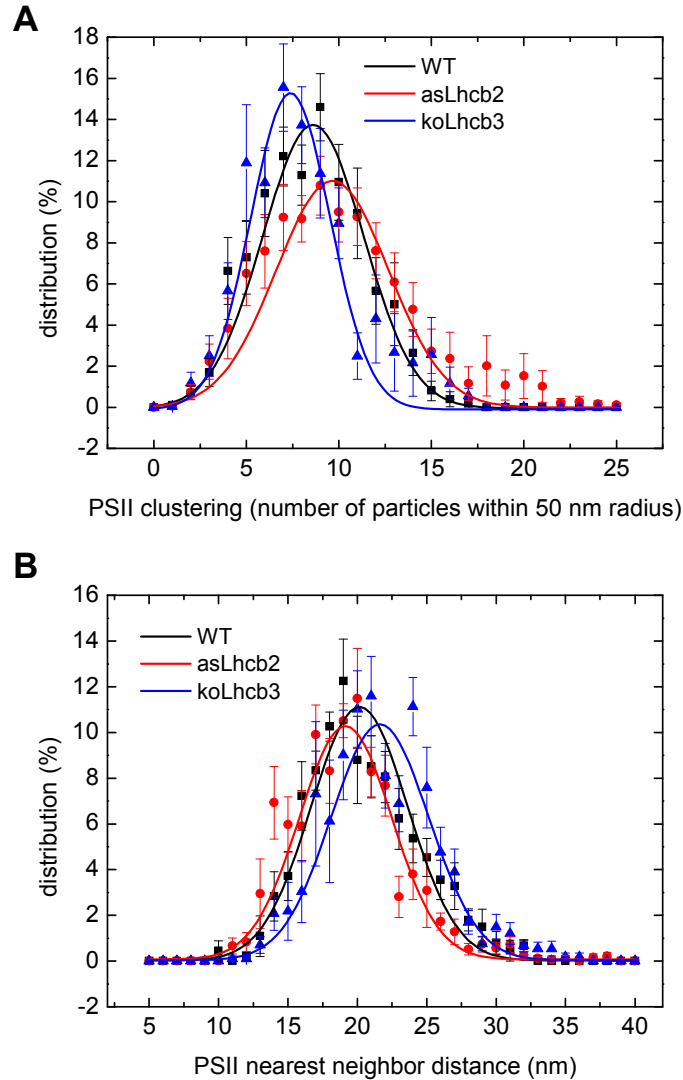 A
18
16
14
12
10
8
6
4
2
0
-2
distribution (%)
WT
asLhcb2
koLhcb3
0 5 10 15 20 25
PSII clustering (number of particles within 50 nm radius)
B
16
14
12
10
8
6
4
2
0
-2
distribution (%)
WT
asLhcb2
koLhcb3
5 10 15 20 25 30 35 40
PSII nearest neighbor distance (nm)